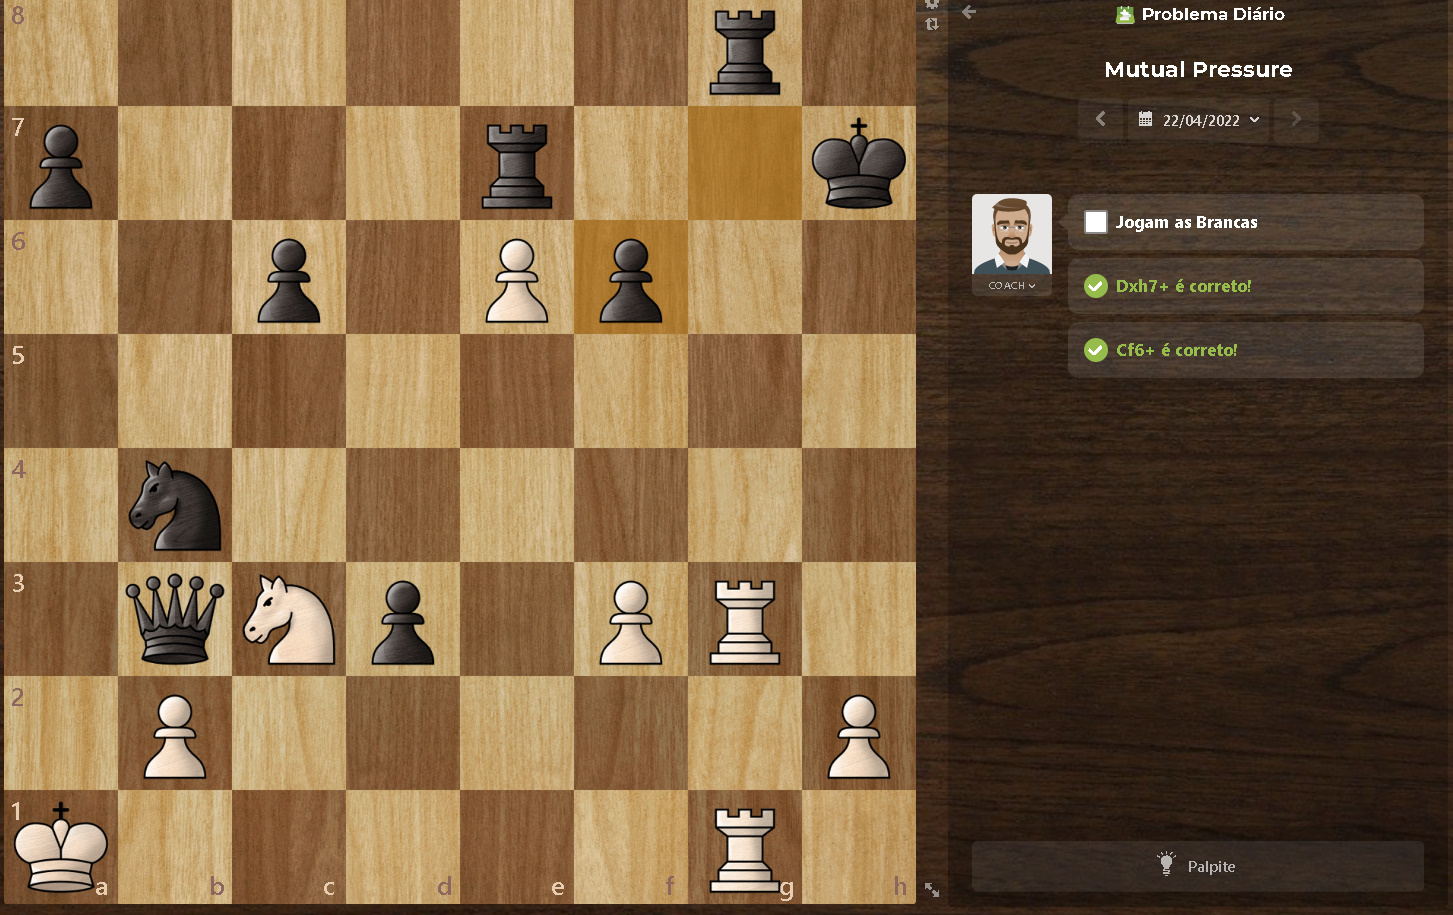 8
7
6
5
4
3
2
1
a b c d e f g h
Problema Diário
Mutual Pressure
22/04/2022
Jogam as Brancas
COACH
Dxh7+ é correto!
Cf6+ é correto!
Palpite